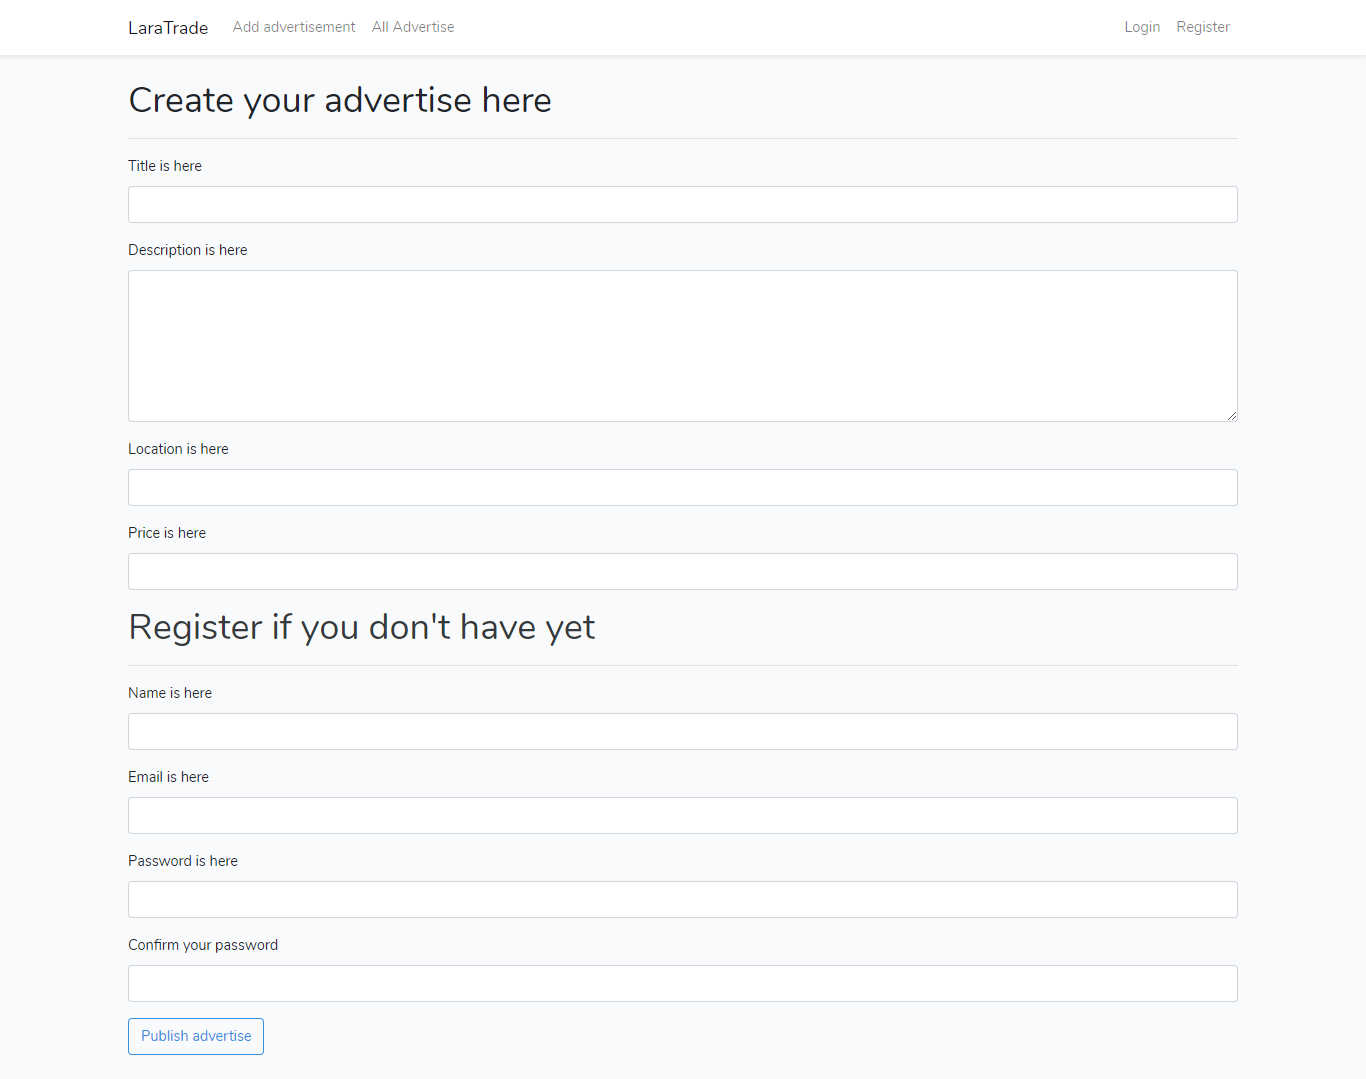 LaraTrade Add advertisement All Advertise Login Register
Create your advertise here
Title is here
Description is here
Location is here
Price is here
Register if you don't have yet
Name is here
Email is here
Password is here
Confirm your password
Publish advertise